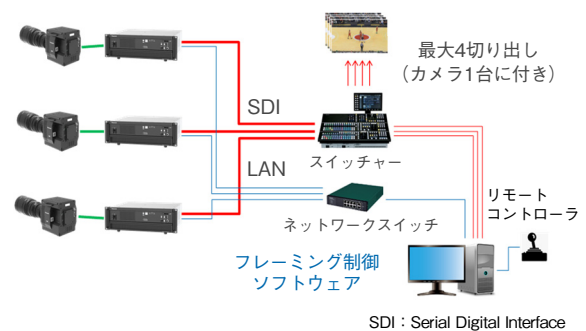 最大4切り出し
（カメラ1台に付き）
SDI
スイッチャー
LAN
リモート
コントローラ
ネットワークスイッチ
フレーミング制御
ソフトウェア
SDI：Serial Digital Interface